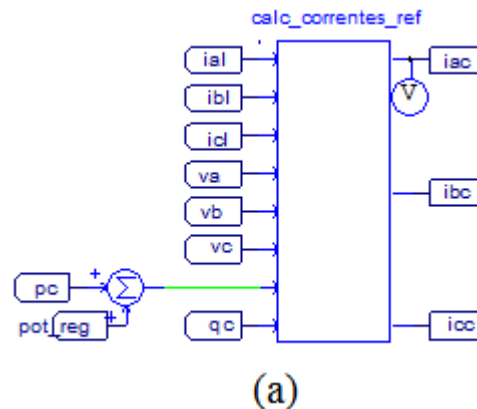 calc_correntes_ref
ial
iac
V
ibl
icl
va
ibc
vb
vc
+
pc
Σ
+
pot_reg
qc
icc
(a)